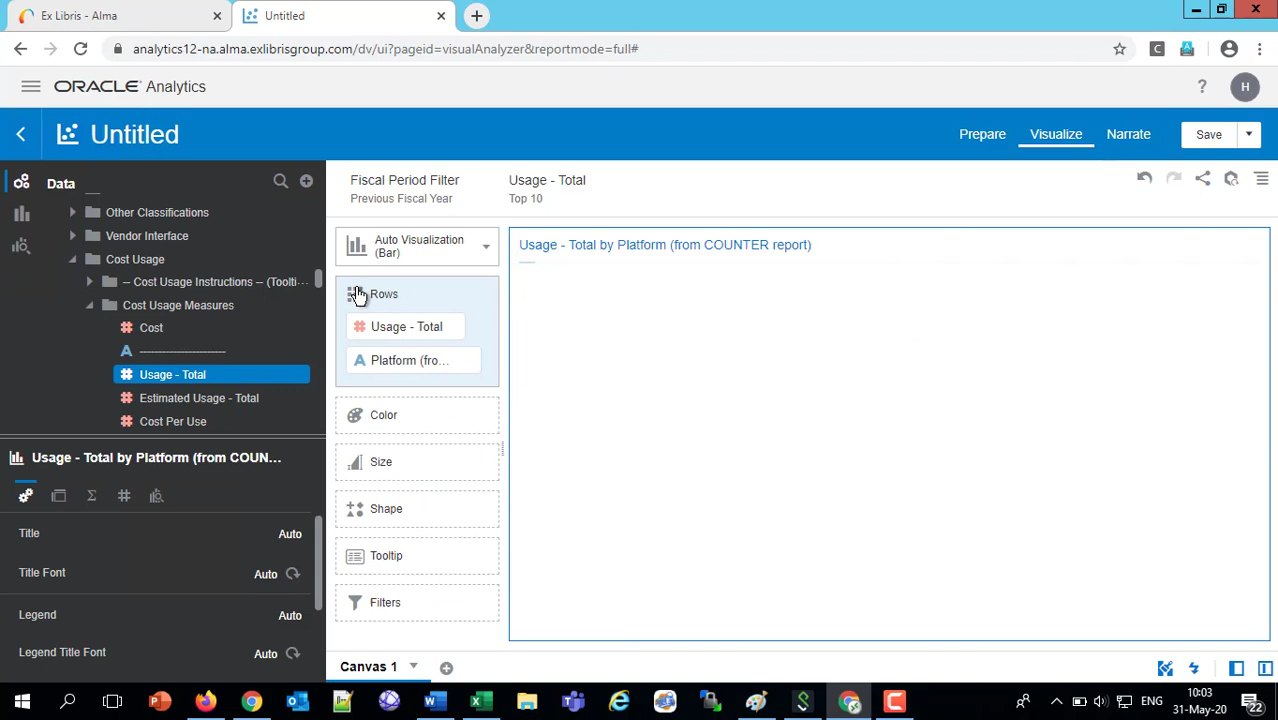 Ex Libris - Alma
Untitled
analytics12-na.alma.exlibrisgroup.com/dv/ui?pageid=visualAnalyzer&reportmode=full#
C
A
ORACLE Analytics
?
H
Untitled
Prepare
Visualize
Narrate
Save
Data
Other Classifications
Vendor Interface
Cost Usage
-- Cost Usage Instructions -- (Toolti...
Cost Usage Measures
Cost
A ------------------------
Usage - Total
Estimated Usage - Total
Cost Per Use
Fiscal Period Filter
Previous Fiscal Year
Usage - Total
Top 10
Auto Visualization
(Bar)
Rows
Usage - Total
A Platform (fro...
Color
Size
Shape
Tooltip
Filters
Usage - Total by Platform (from COUNTER report)
Usage - Total by Platform (from COUN...
Title
Auto
Title Font
Auto
Legend
Auto
Legend Title Font
Auto
Canvas 1
ENG
10:03
31-May-20
22